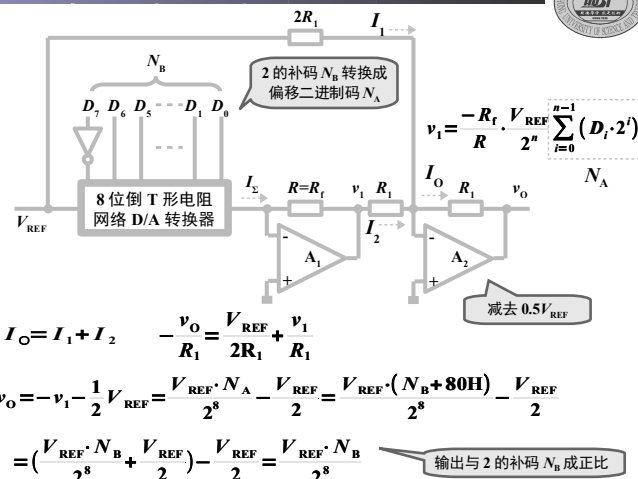 2R₁ I₁
N_B
2 的补码 N_B 转换成
偏移二进制码 N_A
D₇ D₆ D₅ D₁ D₀
v₁ = −R_f / R · V_REF / 2ⁿ ∑_{i=0}^{n−1} (D_i·2ⁱ)
N_A
8 位倒 T 形电阻
网络 D/A 转换器
V_REF
I_Σ R=R_f v₁ R₁ I_O R₁ v_O
I₂
- + A₁
- + A₂
减去 0.5V_REF
I_O = I₁ + I₂ −v_O / R₁ = V_REF / 2R₁ + v₁ / R₁
v_O = −v₁ − 1/2 V_REF = V_REF·N_A / 2⁸ − V_REF / 2 = V_REF·(N_B + 80H) / 2⁸ − V_REF / 2
= (V_REF·N_B / 2⁸ + V_REF / 2) − V_REF / 2 = V_REF·N_B / 2⁸
输出与 2 的补码 N_B 成正比